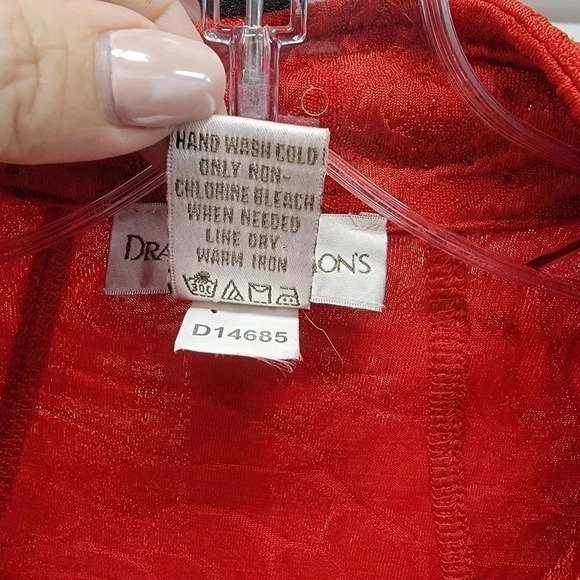 HAND WASH COLD
ONLY NON-
CHLORINE BLEACH
WHEN NEEDED
LINE DRY
WARM IRON
D14685